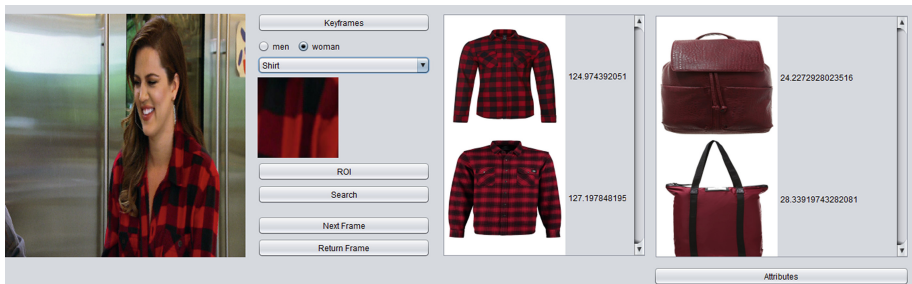 Keyframes
men
woman
Shirt
ROI
Search
Next Frame
Return Frame
124.974392051
127.197848195
24.2272928023516
28.33919743282081
Attributes